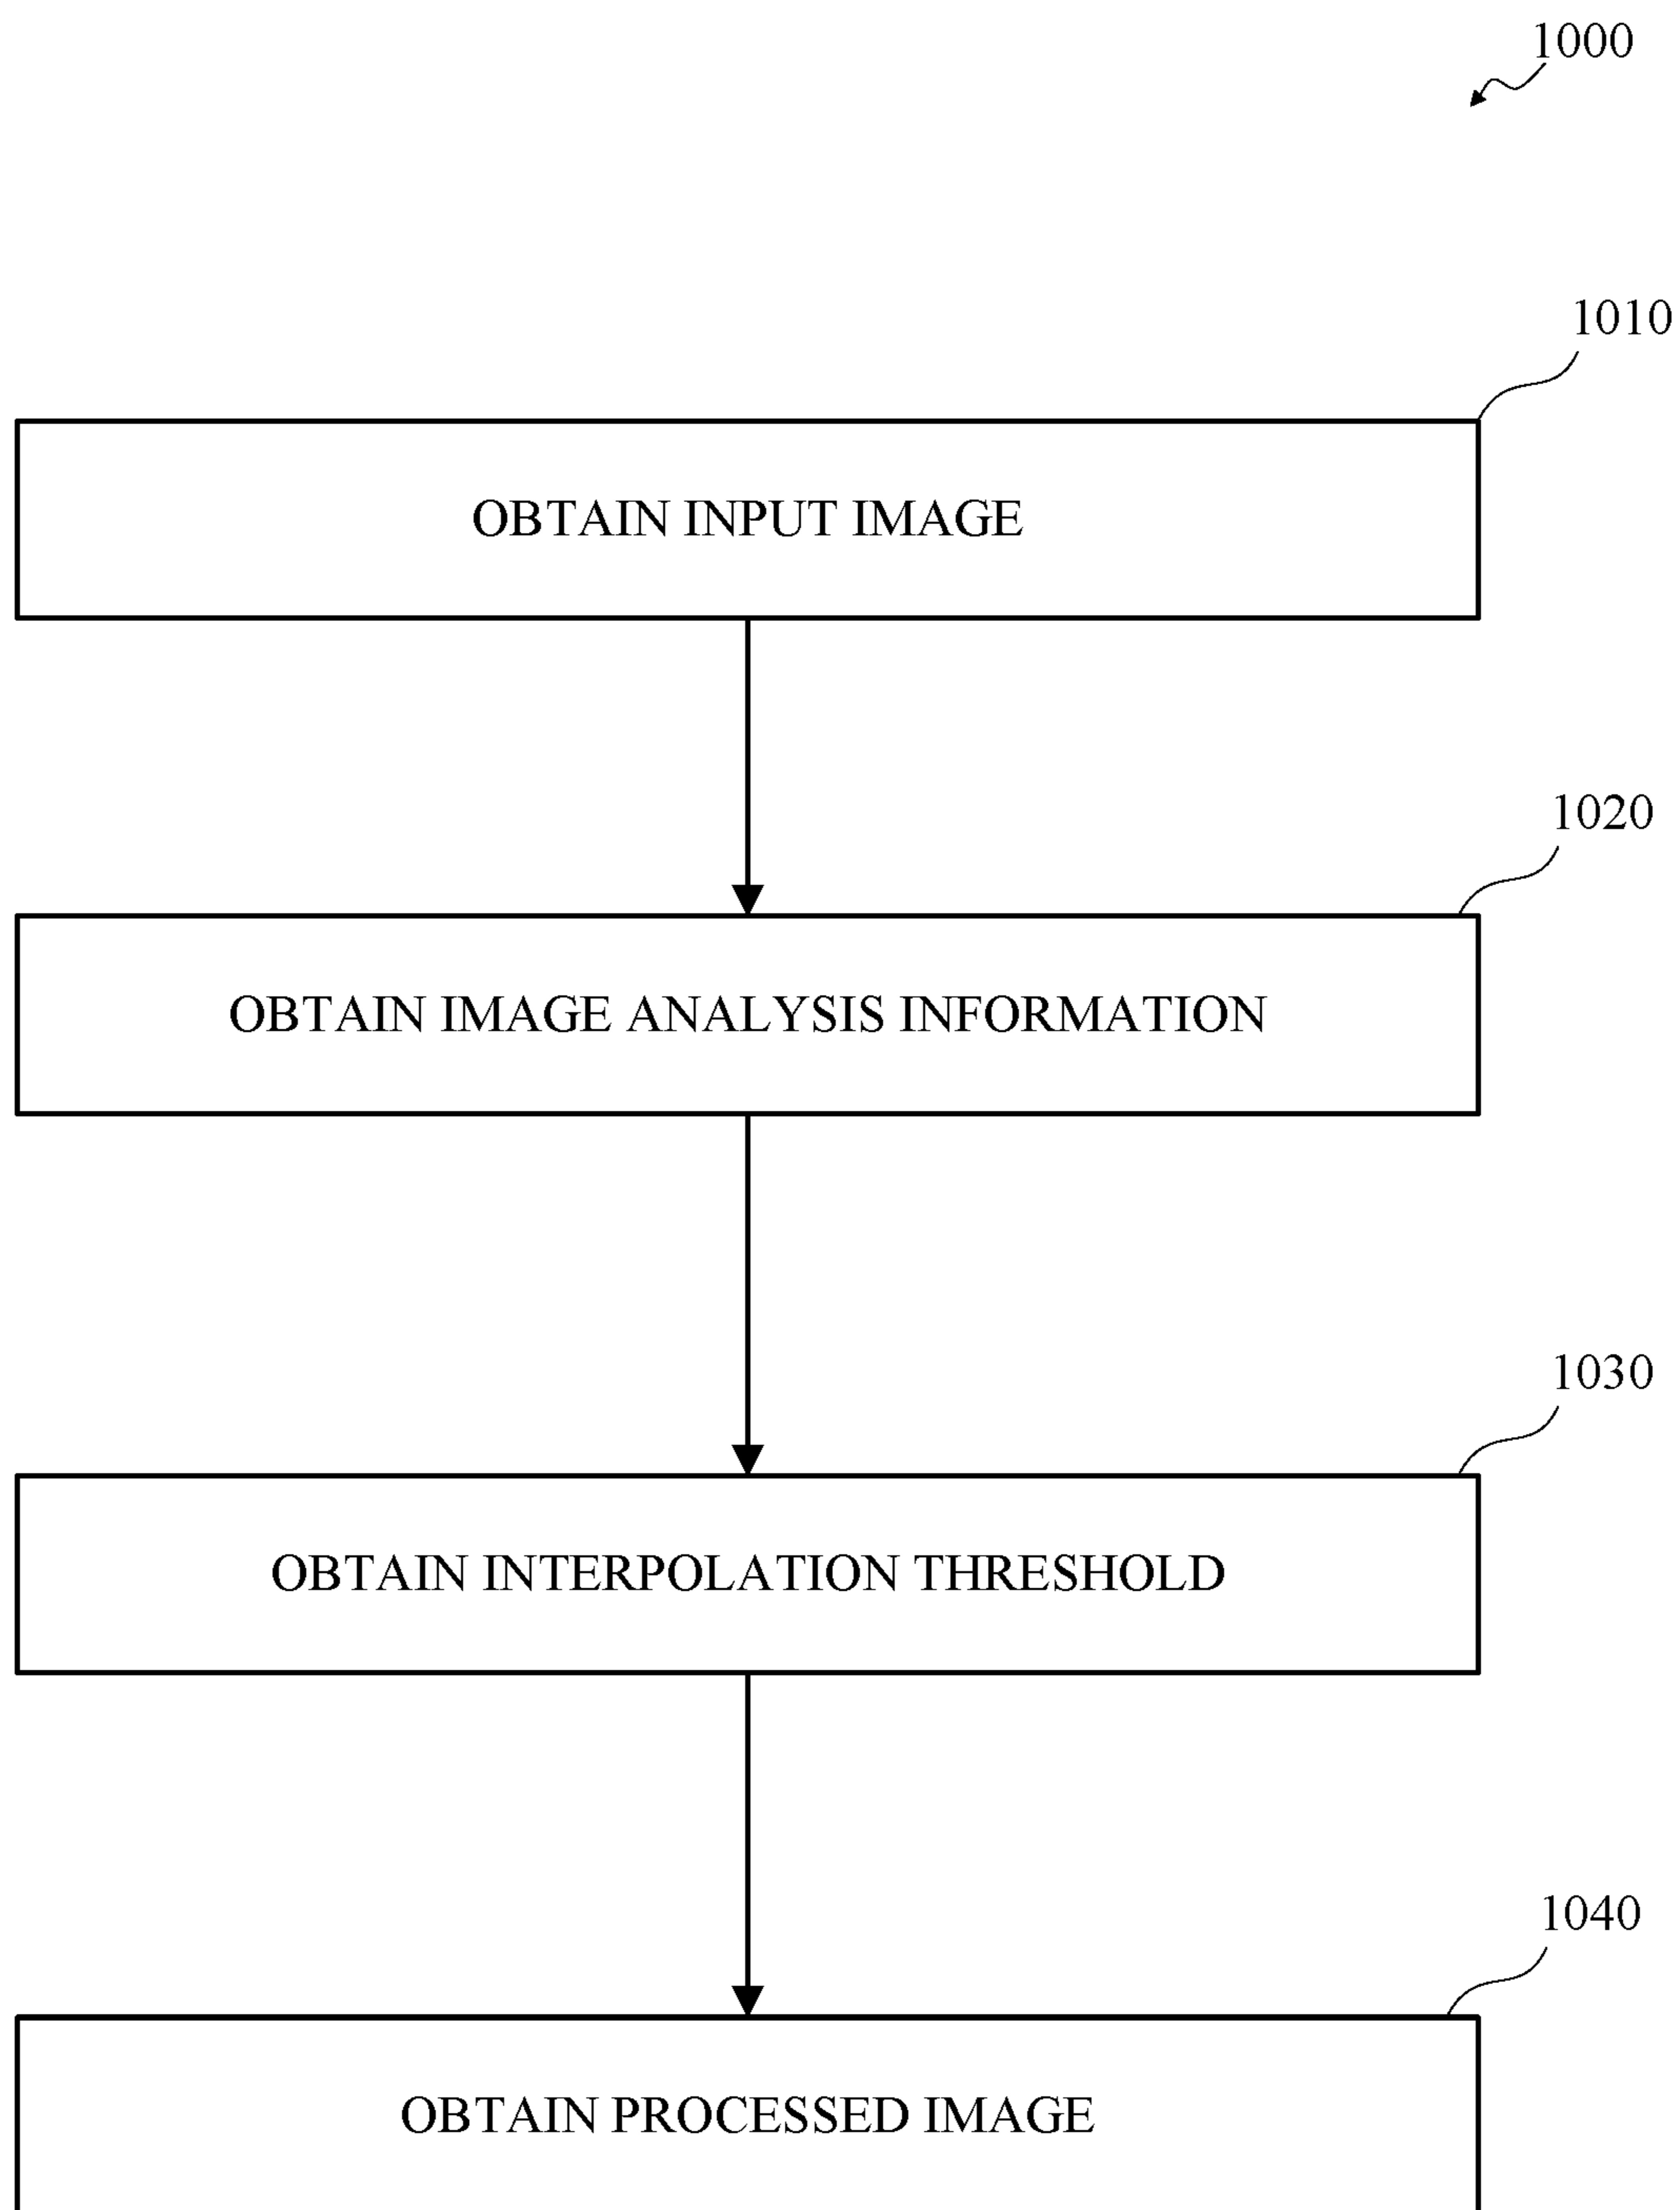 1000
1010
OBTAIN INPUT IMAGE
1020
OBTAIN IMAGE ANALYSIS INFORMATION
1030
OBTAIN INTERPOLATION THRESHOLD
1040
OBTAIN PROCESSED IMAGE